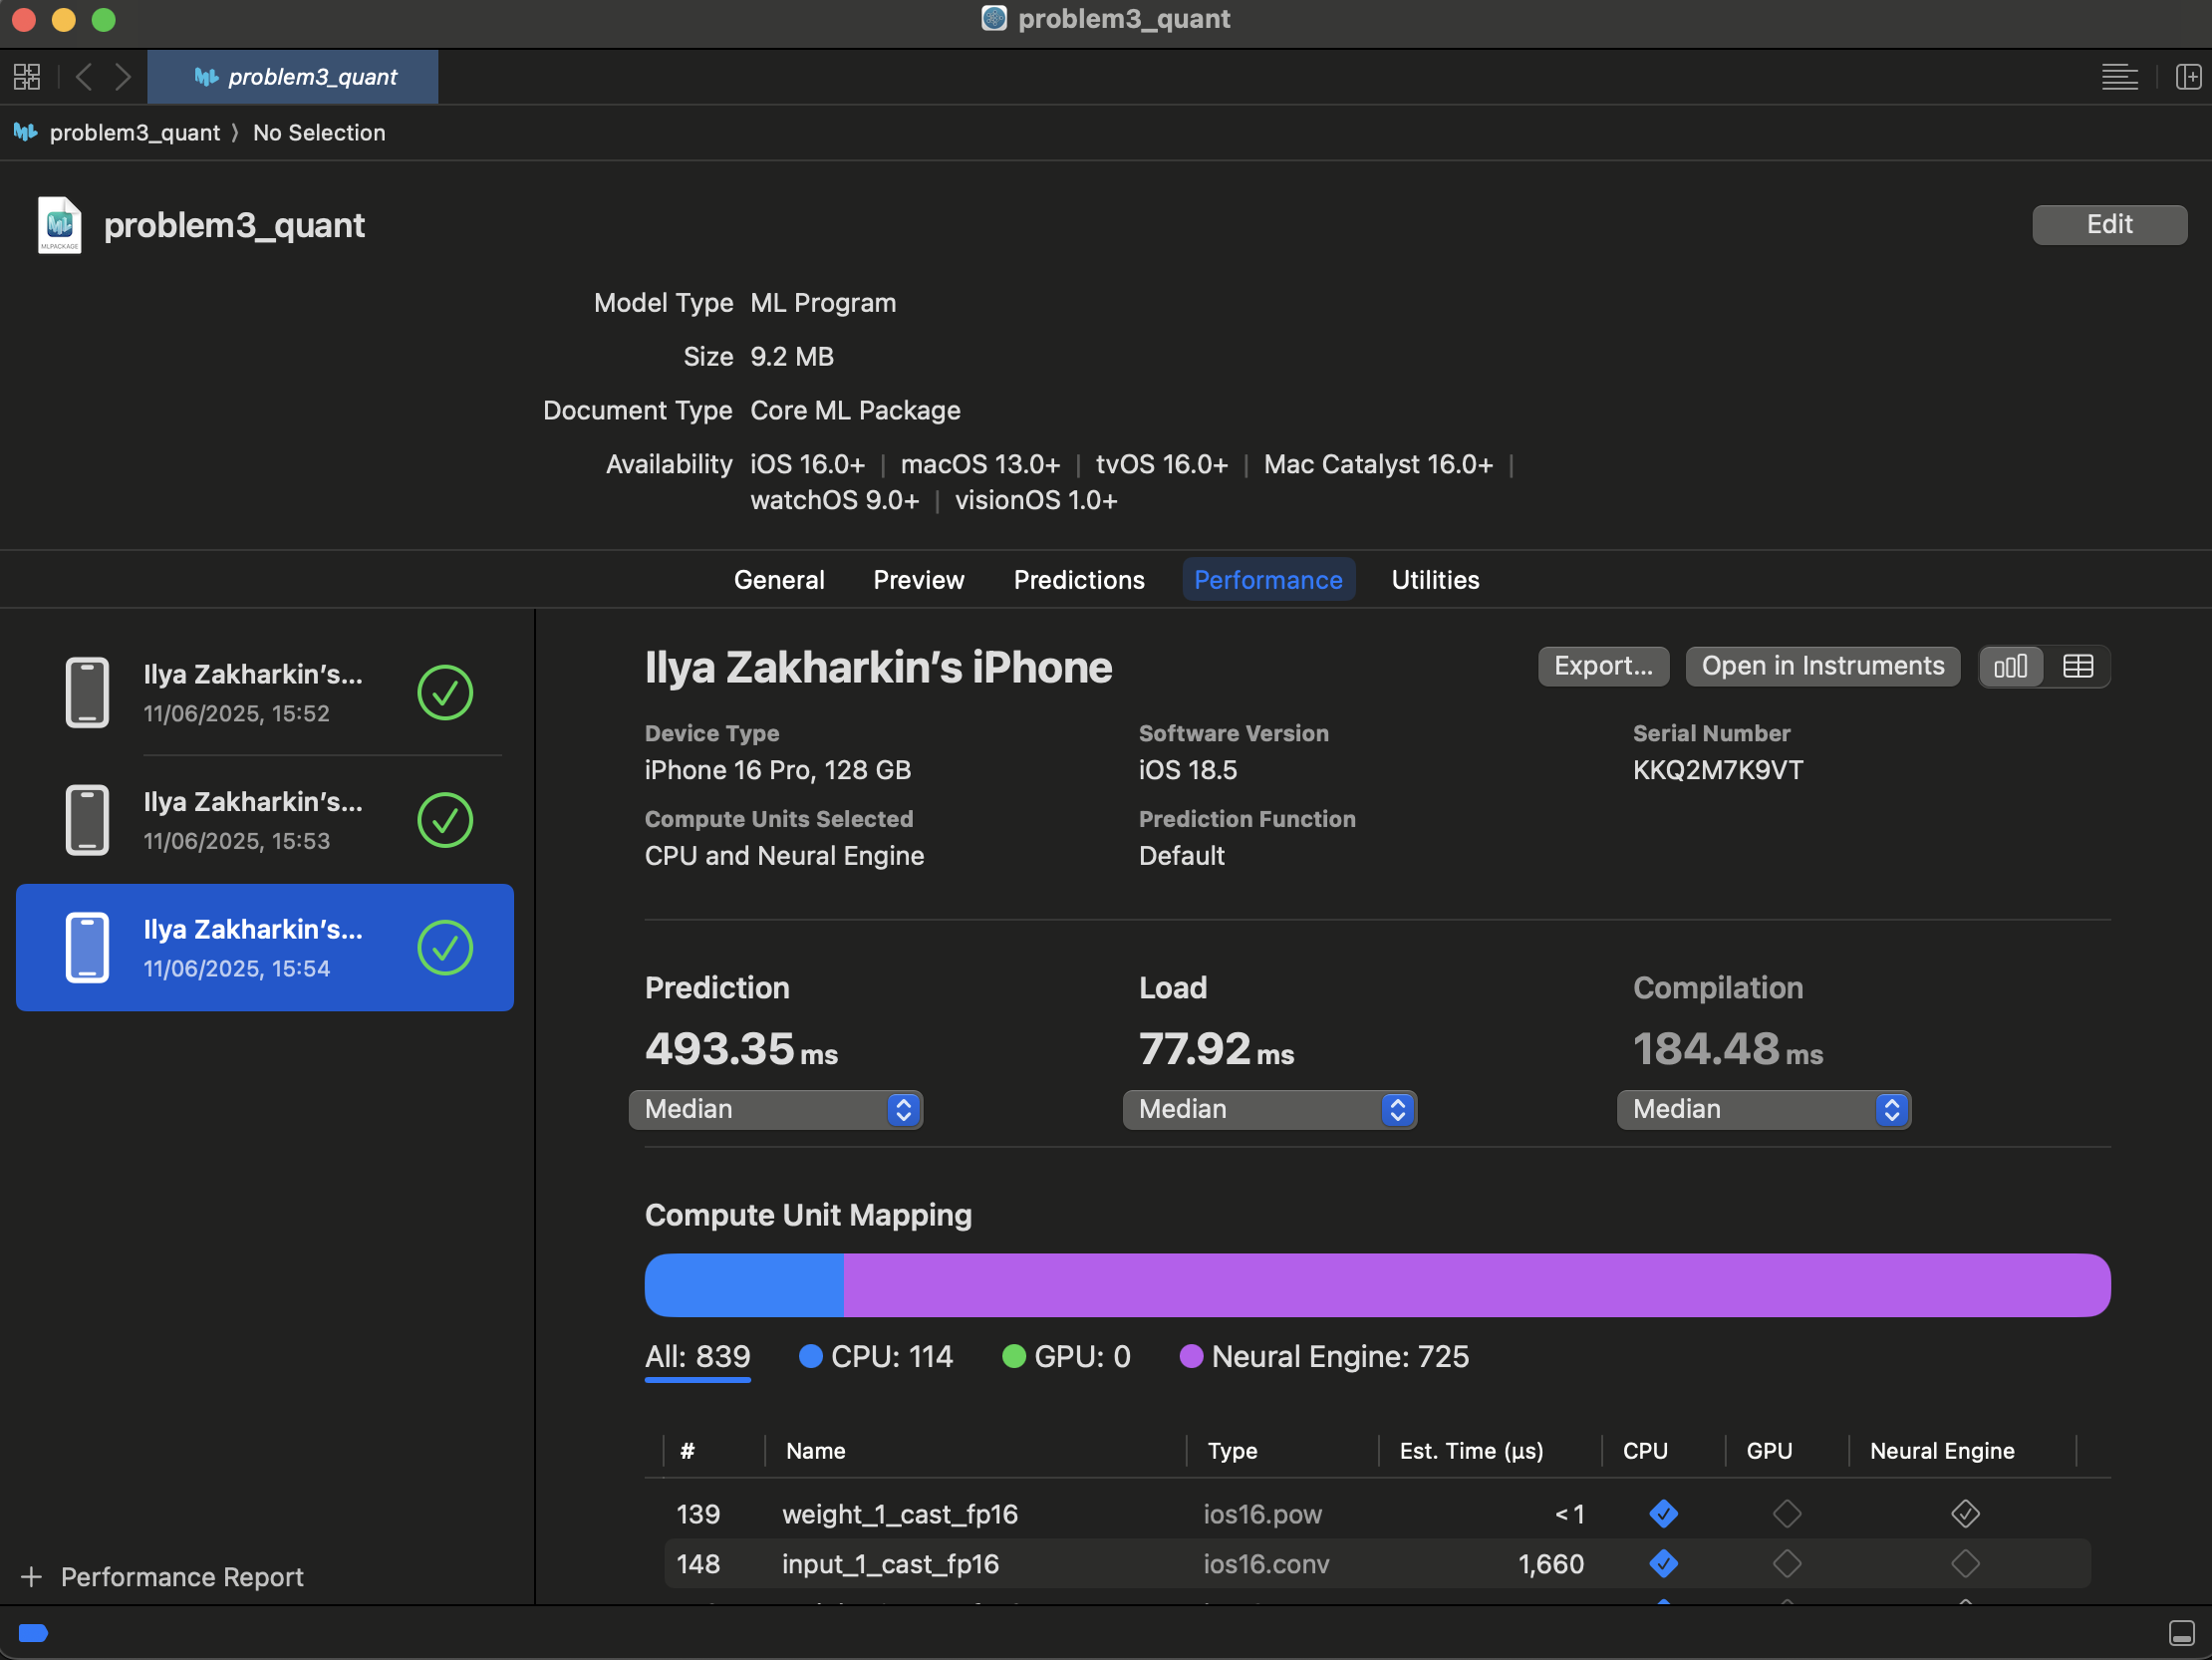 problem3_quant
problem3_quant
problem3_quant 〉 No Selection
MLPACKAGE
problem3_quant
Edit
Model Type ML Program
Size 9.2 MB
Document Type Core ML Package
Availability iOS 16.0+ | macOS 13.0+ | tvOS 16.0+ | Mac Catalyst 16.0+ |
watchOS 9.0+ | visionOS 1.0+
General Preview Predictions Performance Utilities
Ilya Zakharkin’s...
11/06/2025, 15:52
Ilya Zakharkin’s...
11/06/2025, 15:53
Ilya Zakharkin’s...
11/06/2025, 15:54
+ Performance Report
Ilya Zakharkin’s iPhone
Export... Open in Instruments
Device Type Software Version Serial Number
iPhone 16 Pro, 128 GB iOS 18.5 KKQ2M7K9VT
Compute Units Selected Prediction Function
CPU and Neural Engine Default
Prediction Load Compilation
493.35 ms 77.92 ms 184.48 ms
Median Median Median
Compute Unit Mapping
All: 839 CPU: 114 GPU: 0 Neural Engine: 725
# Name Type Est. Time (µs) CPU GPU Neural Engine
139 weight_1_cast_fp16 ios16.pow < 1
148 input_1_cast_fp16 ios16.conv 1,660